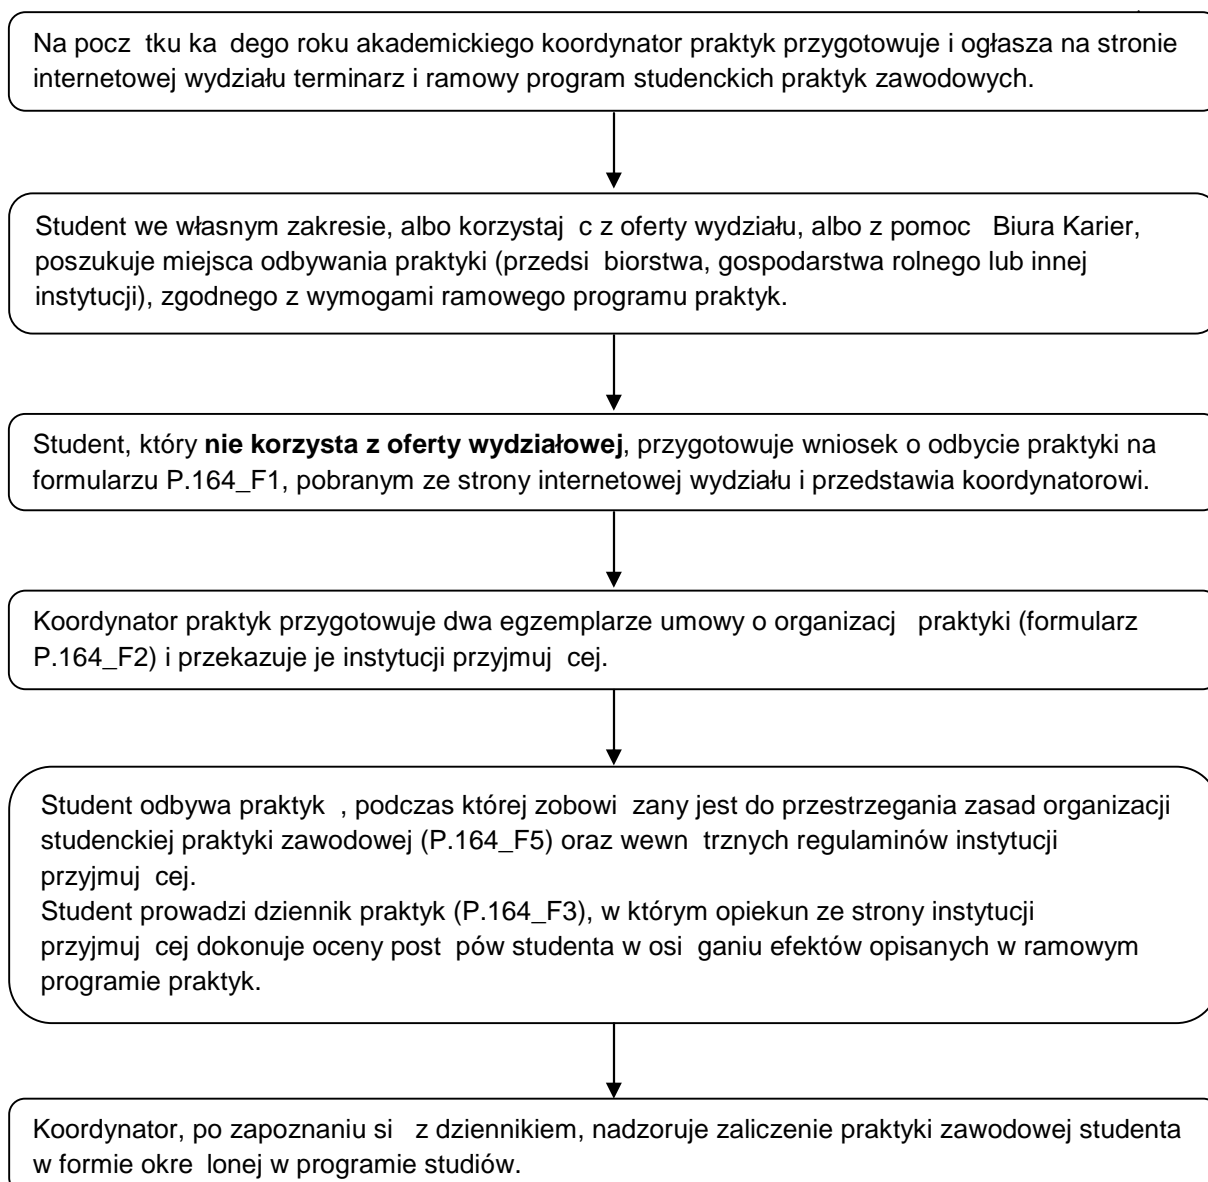 Na pocz tku ka dego roku akademickiego koordynator praktyk przygotowuje i ogłasza na stronie
internetowej wydziału terminarz i ramowy program studenckich praktyk zawodowych.
Student we własnym zakresie, albo korzystaj c z oferty wydziału, albo z pomoc Biura Karier,
poszukuje miejsca odbywania praktyki (przedsi biorstwa, gospodarstwa rolnego lub innej
instytucji), zgodnego z wymogami ramowego programu praktyk.
Student, który nie korzysta z oferty wydziałowej, przygotowuje wniosek o odbycie praktyki na
formularzu P.164_F1, pobranym ze strony internetowej wydziału i przedstawia koordynatorowi.
Koordynator praktyk przygotowuje dwa egzemplarze umowy o organizacj praktyki (formularz
P.164_F2) i przekazuje je instytucji przyjmuj cej.
Student odbywa praktyk , podczas której zobowi zany jest do przestrzegania zasad organizacji
studenckiej praktyki zawodowej (P.164_F5) oraz wewn trznych regulaminów instytucji
przyjmuj cej.
Student prowadzi dziennik praktyk (P.164_F3), w którym opiekun ze strony instytucji
przyjmuj cej dokonuje oceny post pów studenta w osi ganiu efektów opisanych w ramowym
programie praktyk.
Koordynator, po zapoznaniu si z dziennikiem, nadzoruje zaliczenie praktyki zawodowej studenta
w formie okre lonej w programie studiów.